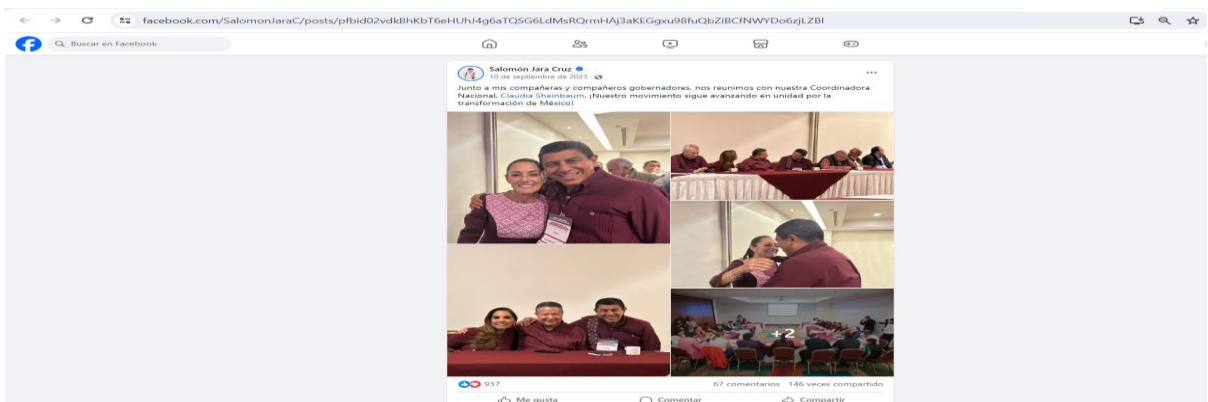 facebook.com/SalomonJaraC/posts/pfbid02vdkBhKbT6eHUhJ4g6aTQSG6LdMsRQrmHAj3aKEGgxu98fuQbZiBCfNWYDo6zjLZBl
Buscar en Facebook
Salomón Jara Cruz
10 de septiembre de 2023
Junto a mis compañeras y compañeros gobernadores, nos reunimos con nuestra Coordinadora
Nacional, Claudia Sheinbaum. ¡Nuestro movimiento sigue avanzando en unidad por la
transformación de México!
+2
937
67 comentarios 146 veces compartido
Me gusta Comentar Compartir